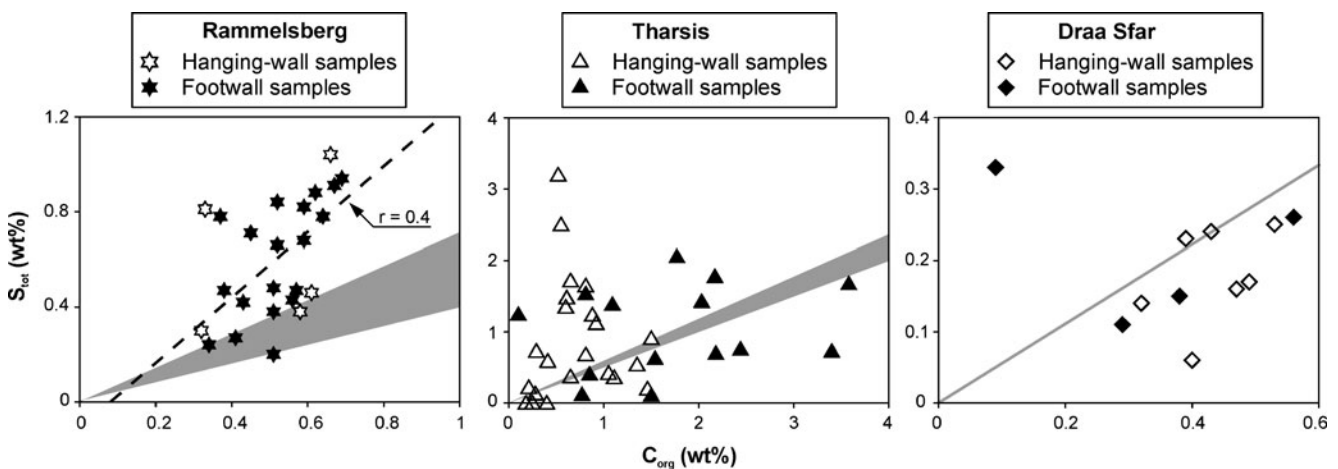 Rammelsberg
Hanging-wall samples
Footwall samples
Tharsis
Hanging-wall samples
Footwall samples
Draa Sfar
Hanging-wall samples
Footwall samples
S_tot (wt%)
1.2
0.8
0.4
0
r = 0.4
0
0.2
0.4
0.6
0.8
1
4
3
2
1
0
0
1
2
3
4
0.4
0.3
0.2
0.1
0
0
0.2
0.4
0.6
C_org (wt%)